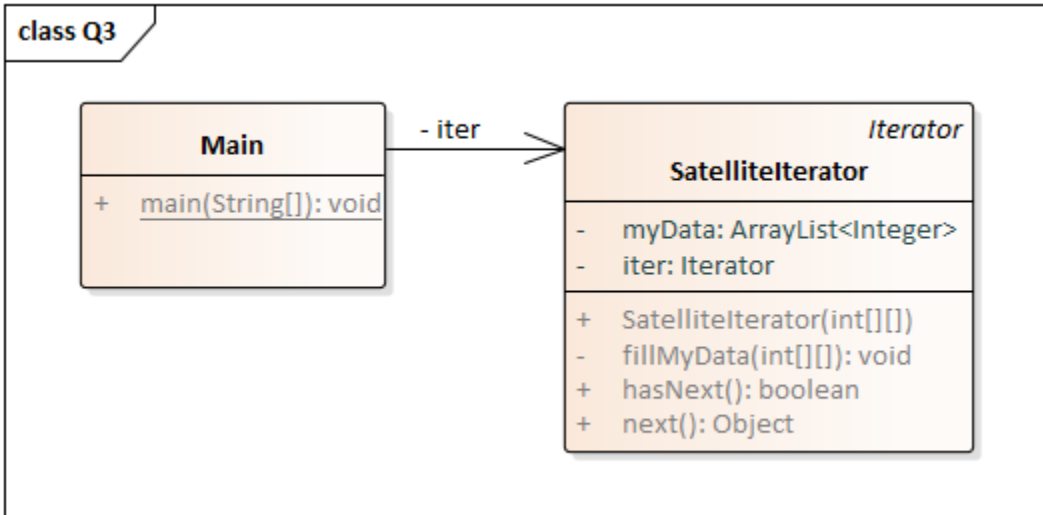 class Q3
Main
+ main(String[]): void
- iter
Iterator
SatelliteIterator
- myData: ArrayList<Integer>
- iter: Iterator
+ SatelliteIterator(int[][])
- fillMyData(int[][]): void
+ hasNext(): boolean
+ next(): Object